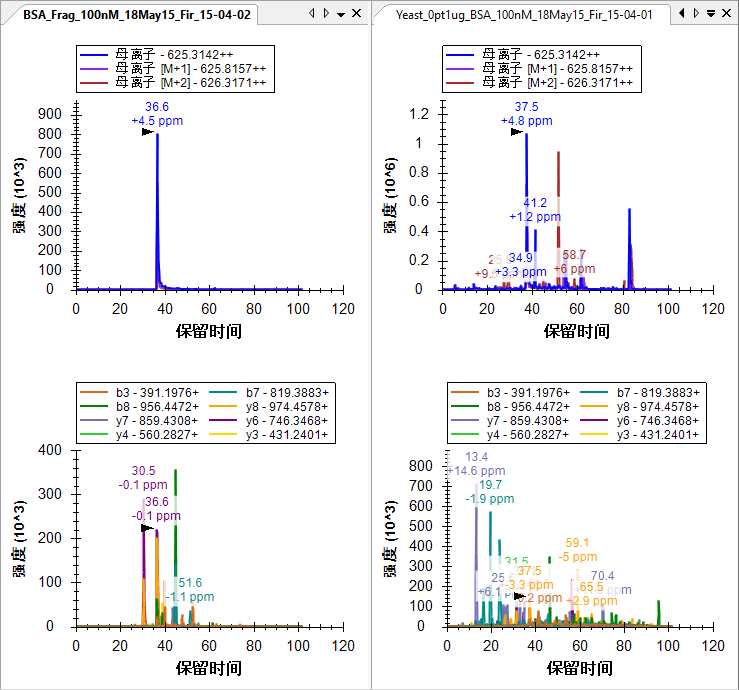 BSA_Frag_100nM_18May15_Fir_15-04-02
母离子 - 625.3142++
母离子 [M+1] - 625.8157++
母离子 [M+2] - 626.3171++
36.6
+4.5 ppm
900
800
700
600
500
400
300
200
100
0
强度 (10^3)
0 20 40 60 80 100 120
保留时间
b3 - 391.1976+ b7 - 819.3883+
b8 - 956.4472+ y8 - 974.4578+
y7 - 859.4308+ y6 - 746.3468+
y4 - 560.2827+ y3 - 431.2401+
400
300
200
100
0
强度 (10^3)
30.5
-0.1 ppm
36.6
-0.1 ppm
51.6
-1.1 ppm
0 20 40 60 80 100 120
保留时间
Yeast_0pt1ug_BSA_100nM_18May15_Fir_15-04-01
母离子 - 625.3142++
母离子 [M+1] - 625.8157++
母离子 [M+2] - 626.3171++
37.5
+4.8 ppm
1.2
1
0.8
0.6
0.4
0.2
0
强度 (10^6)
41.2
+1.2 ppm
34.9
+3.3 ppm
58.7
+6 ppm
0 20 40 60 80 100 120
保留时间
b3 - 391.1976+ b7 - 819.3883+
b8 - 956.4472+ y8 - 974.4578+
y7 - 859.4308+ y6 - 746.3468+
y4 - 560.2827+ y3 - 431.2401+
800
700
600
500
400
300
200
100
0
强度 (10^3)
13.4
+14.6 ppm
19.7
-1.9 ppm
31.5
37.5
-3.3 ppm
59.1
-5 ppm
70.4
65.5
+2.9 ppm
0 20 40 60 80 100 120
保留时间